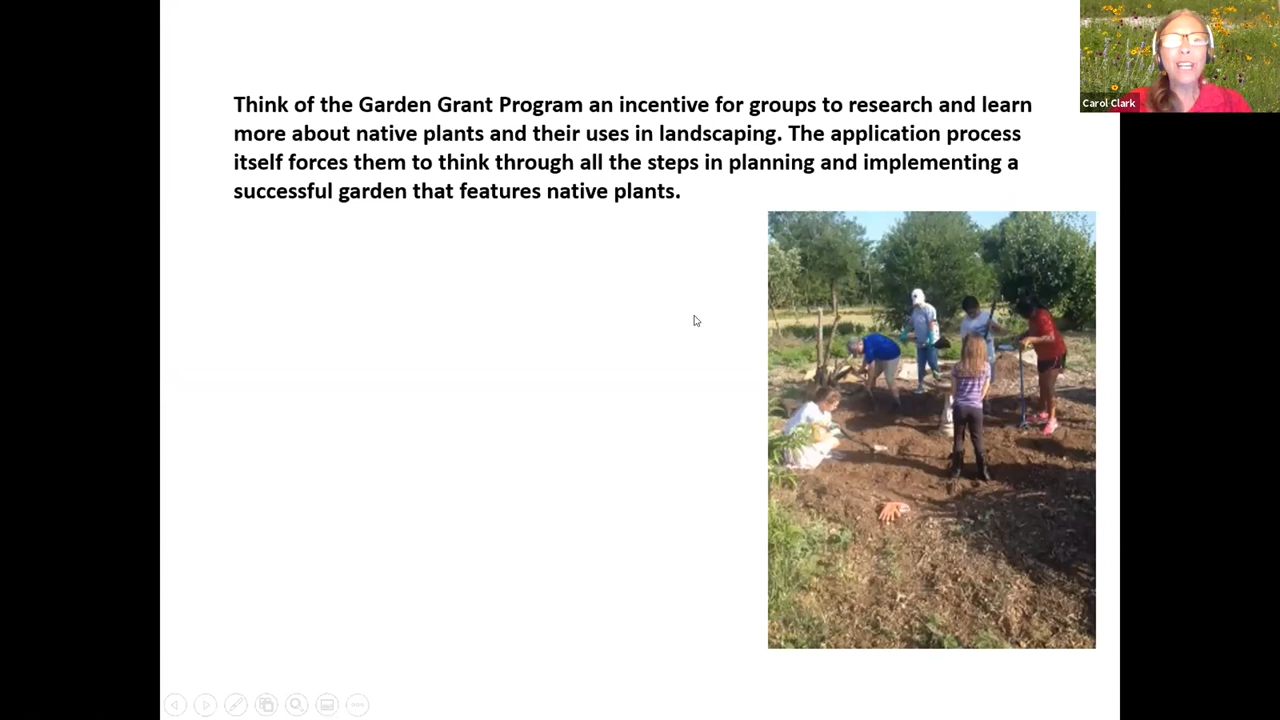 Think of the Garden Grant Program an incentive for groups to research and learn
more about native plants and their uses in landscaping. The application process
itself forces them to think through all the steps in planning and implementing a
successful garden that features native plants.
Carol Clark